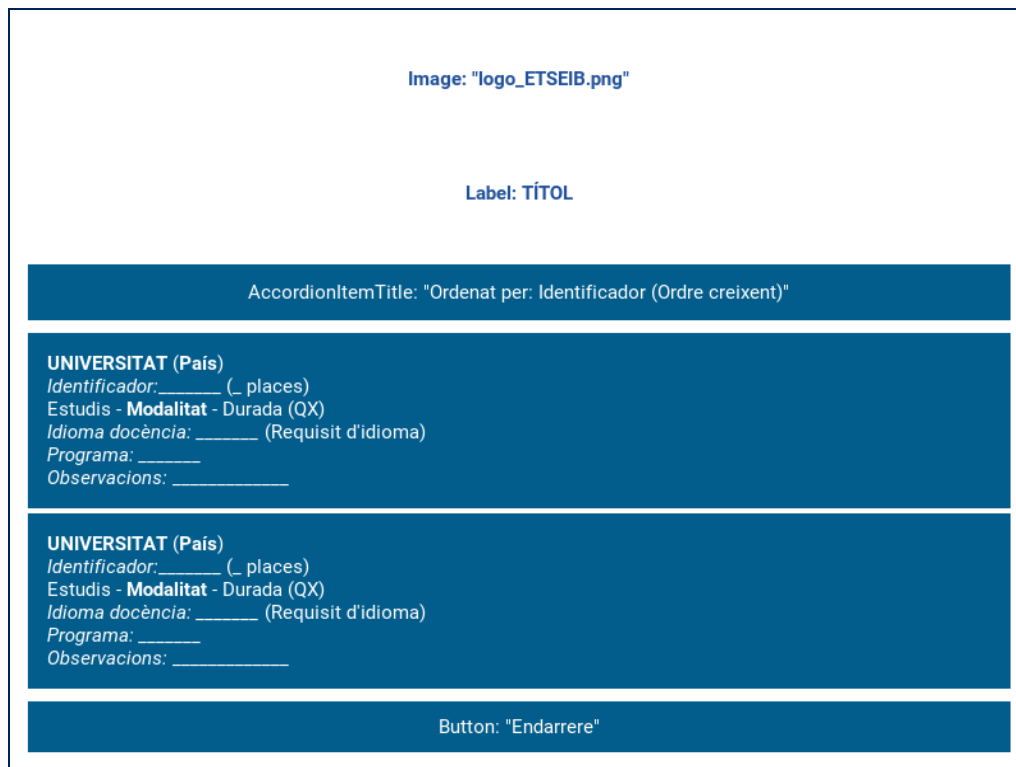 Image: "logo_ETSEIB.png"
Label: TÍTOL
AccordionItemTitle: "Ordenat per: Identificador (Ordre creixent)"
UNIVERSITAT (País)
Identificador:_______ (_ places)
Estudis - Modalitat - Durada (QX)
Idioma docència: _______ (Requisit d'idioma)
Programa: _______
Observacions: _____________
UNIVERSITAT (País)
Identificador:_______ (_ places)
Estudis - Modalitat - Durada (QX)
Idioma docència: _______ (Requisit d'idioma)
Programa: _______
Observacions: _____________
Button: "Endarrere"